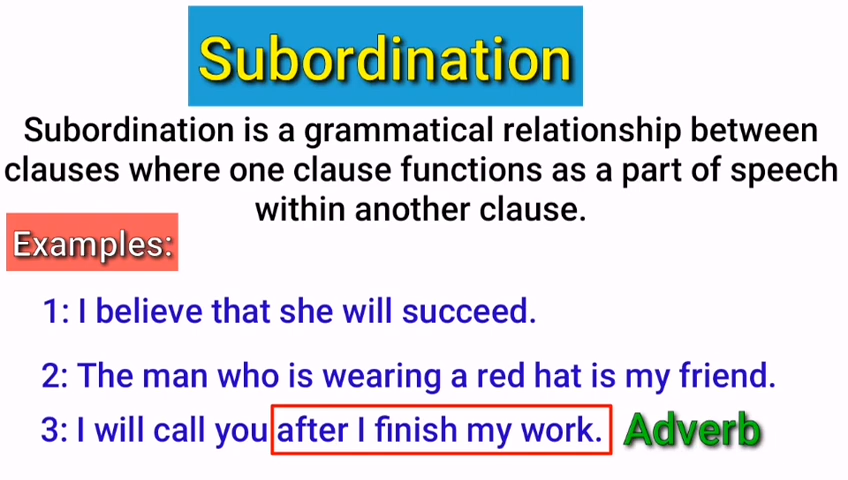 Subordination
Subordination is a grammatical relationship between
clauses where one clause functions as a part of speech
within another clause.
Examples:
1: I believe that she will succeed.
2: The man who is wearing a red hat is my friend.
3: I will call you after I finish my work. Adverb